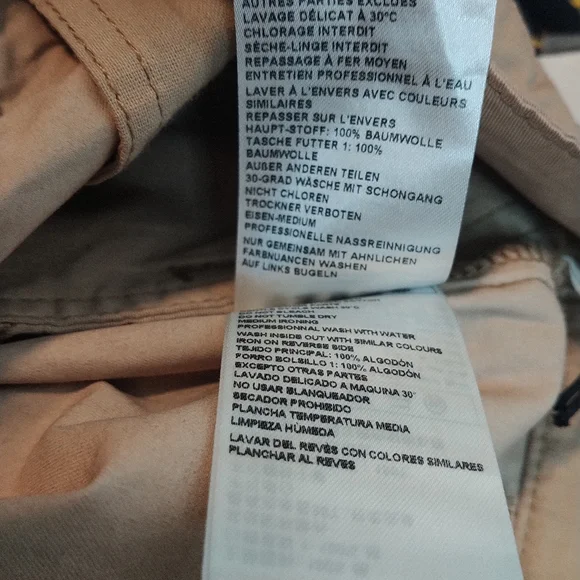 AUTRES PARTIES EXCLUES
LAVAGE DÉLICAT À 30°C
CHLORAGE INTERDIT
SÈCHE-LINGE INTERDIT
REPASSAGE À FER MOYEN
ENTRETIEN PROFESSIONNEL À L'EAU
LAVER À L'ENVERS AVEC COULEURS
SIMILAIRES
REPASSER SUR L'ENVERS
HAUPT-STOFF: 100% BAUMWOLLE
TASCHE FUTTER 1: 100%
BAUMWOLLE
AUßER ANDEREN TEILEN
30-GRAD WÄSCHE MIT SCHONGANG
NICHT CHLOREN
TROCKNER VERBOTEN
EISEN-MEDIUM
PROFESSIONELLE NASSREINIGUNG
NUR GEMEINSAM MIT ÄHNLICHEN
FARBNUANCEN WASHEN
AUF LINKS BUGELN
DO NOT BLEACH
DO NOT TUMBLE DRY
MEDIUM IRONING
PROFESSIONNAL WASH WITH WATER
WASH INSIDE OUT WITH SIMILAR COLOURS
IRON ON REVERSE SIDE
TEJIDO PRINCIPAL: 100% ALGODÓN
FORRO BOLSILLO 1: 100% ALGODÓN
EXCEPTO OTRAS PARTES
LAVADO DELICADO A MAQUINA 30°
NO USAR BLANQUEADOR
SECADOR PROHIBIDO
PLANCHA TEMPERATURA MEDIA
LIMPIEZA HÚMEDA
LAVAR DEL REVÉS CON COLORES SIMILARES
PLANCHAR AL REVÉS